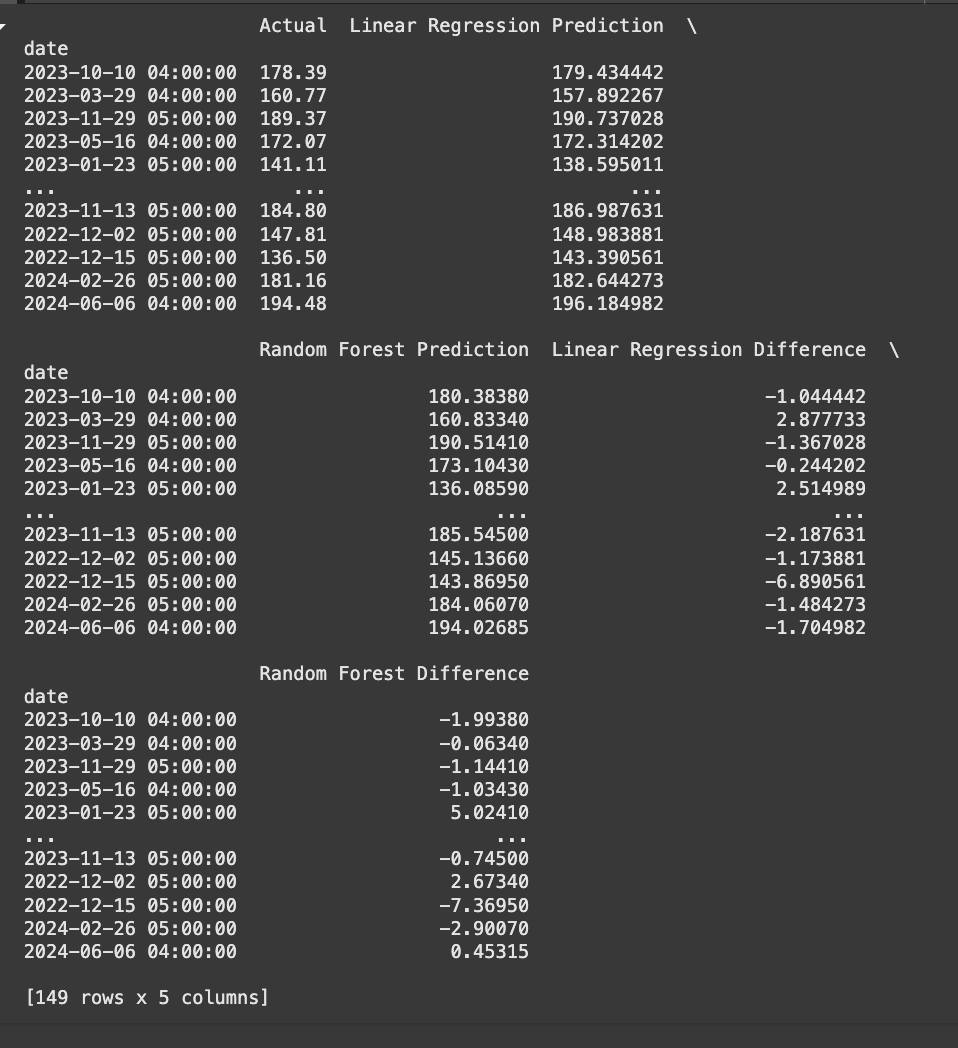 Actual  Linear Regression Prediction  \
date
2023-10-10 04:00:00  178.39                    179.434442
2023-03-29 04:00:00  160.77                    157.892267
2023-11-29 05:00:00  189.37                    190.737028
2023-05-16 04:00:00  172.07                    172.314202
2023-01-23 05:00:00  141.11                    138.595011
...                     ...                           ...
2023-11-13 05:00:00  184.80                    186.987631
2022-12-02 05:00:00  147.81                    148.983881
2022-12-15 05:00:00  136.50                    143.390561
2024-02-26 05:00:00  181.16                    182.644273
2024-06-06 04:00:00  194.48                    196.184982

                     Random Forest Prediction  Linear Regression Difference  \
date
2023-10-10 04:00:00                 180.38380                     -1.044442
2023-03-29 04:00:00                 160.83340                      2.877733
2023-11-29 05:00:00                 190.51410                     -1.367028
2023-05-16 04:00:00                 173.10430                     -0.244202
2023-01-23 05:00:00                 136.08590                      2.514989
...                                       ...                           ...
2023-11-13 05:00:00                 185.54500                     -2.187631
2022-12-02 05:00:00                 145.13660                     -1.173881
2022-12-15 05:00:00                 143.86950                     -6.890561
2024-02-26 05:00:00                 184.06070                     -1.484273
2024-06-06 04:00:00                 194.02685                     -1.704982

                     Random Forest Difference
date
2023-10-10 04:00:00                  -1.99380
2023-03-29 04:00:00                  -0.06340
2023-11-29 05:00:00                  -1.14410
2023-05-16 04:00:00                  -1.03430
2023-01-23 05:00:00                   5.02410
...                                       ...
2023-11-13 05:00:00                  -0.74500
2022-12-02 05:00:00                   2.67340
2022-12-15 05:00:00                  -7.36950
2024-02-26 05:00:00                  -2.90070
2024-06-06 04:00:00                   0.45315

[149 rows x 5 columns]